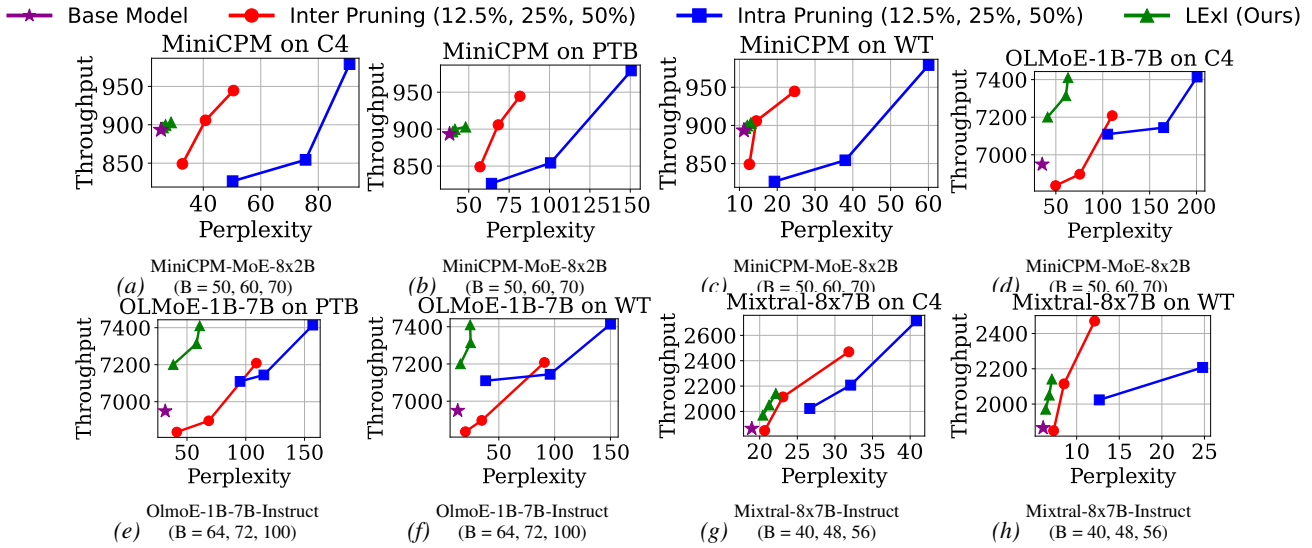 Base Model Inter Pruning (12.5%, 25%, 50%) Intra Pruning (12.5%, 25%, 50%) LExI (Ours)
MiniCPM on C4
Throughput
950
900
850
40 60 80
Perplexity
MiniCPM on PTB
Throughput
950
900
850
50 75 100 125 150
Perplexity
MiniCPM on WT
Throughput
950
900
850
10 20 30 40 50 60
Perplexity
OLMoE-1B-7B on C4
Throughput
7400
7200
7000
50 100 150 200
Perplexity
(a) MiniCPM-MoE-8x2B
(B = 50, 60, 70)
(b) MiniCPM-MoE-8x2B
(B = 50, 60, 70)
(c) MiniCPM-MoE-8x2B
(B = 50, 60, 70)
(d) MiniCPM-MoE-8x2B
(B = 50, 60, 70)
OLMoE-1B-7B on PTB
Throughput
7400
7200
7000
50 100 150
Perplexity
OLMoE-1B-7B on WT
Throughput
7400
7200
7000
50 100 150
Perplexity
Mixtral-8x7B on C4
Throughput
2600
2400
2200
2000
20 25 30 35 40
Perplexity
Mixtral-8x7B on WT
Throughput
2400
2200
2000
10 15 20 25
Perplexity
(e) OlmoE-1B-7B-Instruct
(B = 64, 72, 100)
(f) OlmoE-1B-7B-Instruct
(B = 64, 72, 100)
(g) Mixtral-8x7B-Instruct
(B = 40, 48, 56)
(h) Mixtral-8x7B-Instruct
(B = 40, 48, 56)